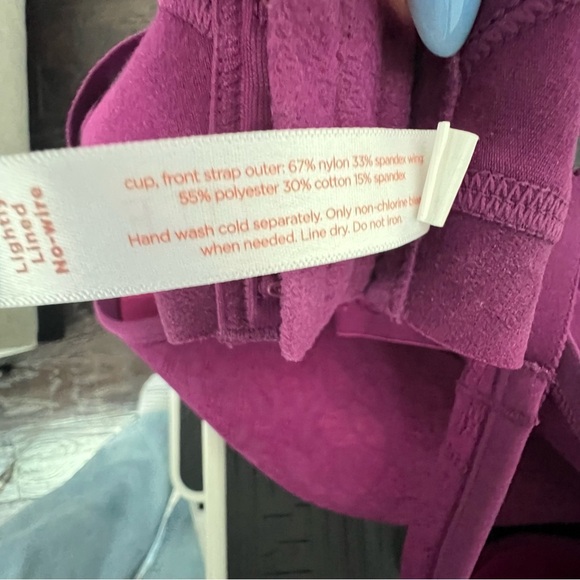 Lightly
Lined
No-wire
cup, front strap outer: 67% nylon 33% spandex wing
55% polyester 30% cotton 15% spandex
Hand wash cold separately. Only non-chlorine
when needed. Line dry. Do not iron.